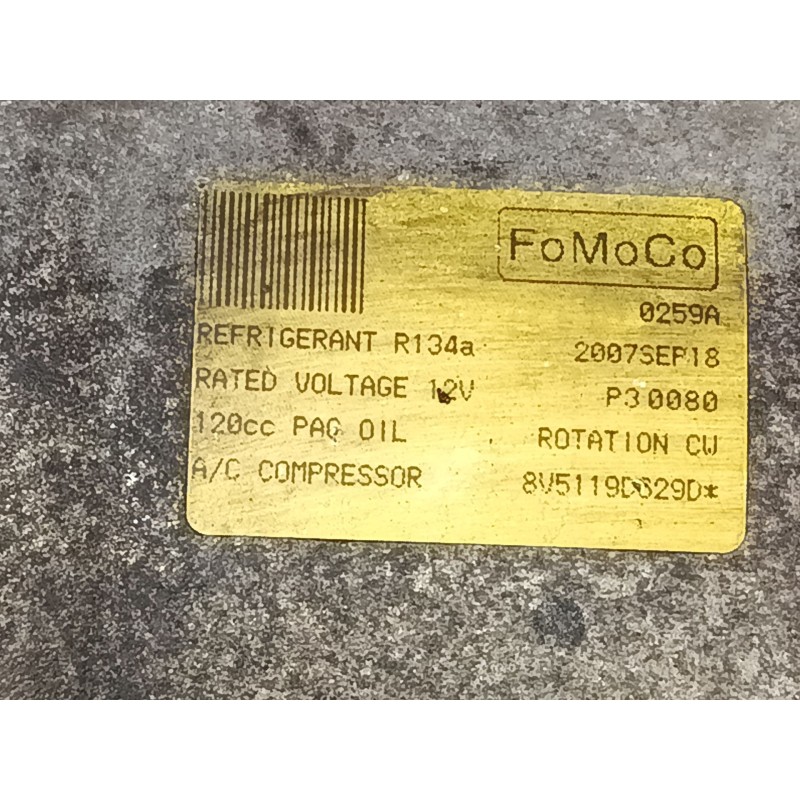 FoMoCo
0259A
REFRIGERANT R134a 2007SEP18
RATED VOLTAGE 12V P30080
120cc PAG OIL ROTATION CW
A/C COMPRESSOR 8V5119D629D*